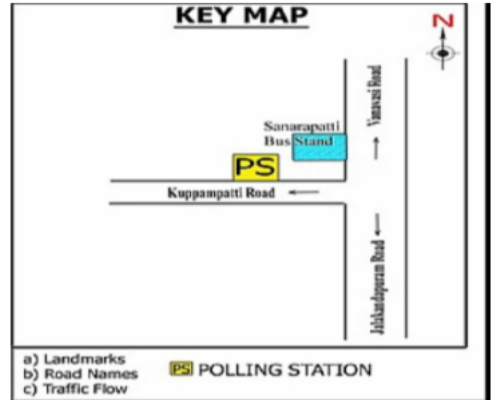 KEY MAP
N
Sanarapatti
Bus Stand
Vanavasi Road
PS
Kuppampatti Road
Jalakandapuram Road
a) Landmarks
b) Road Names
c) Traffic Flow
PS POLLING STATION